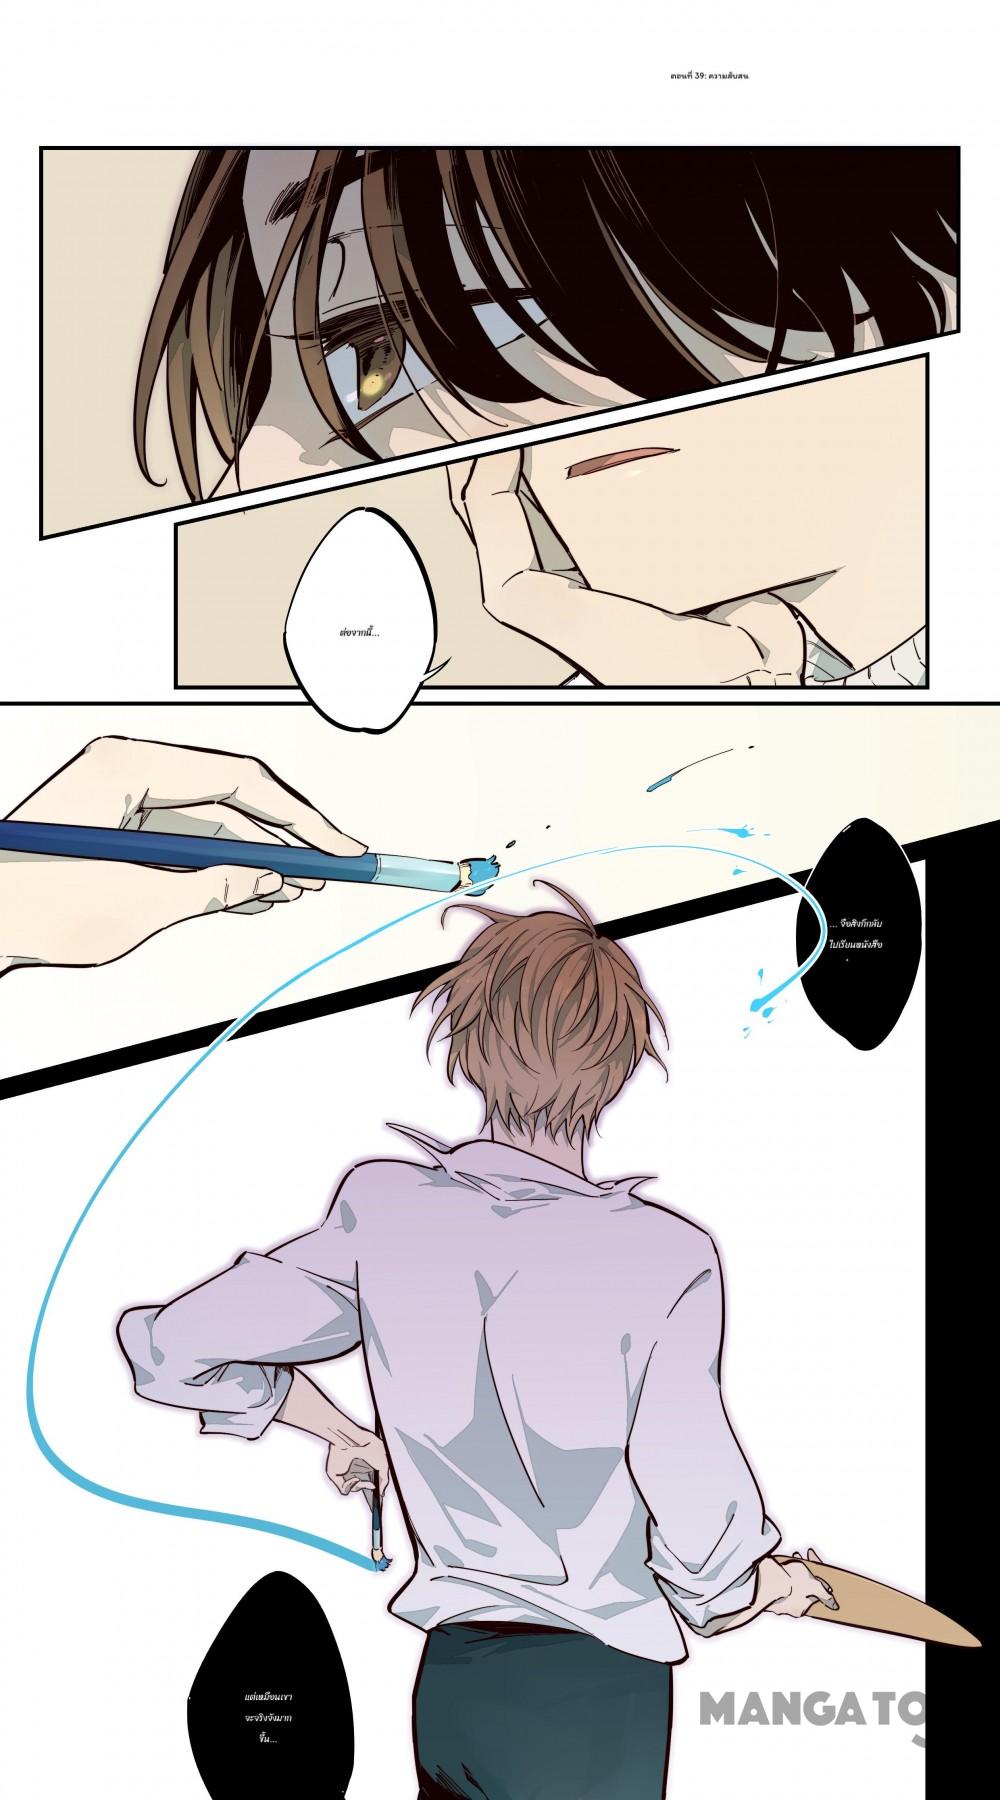 ตอนที่ 39: ความสับสน
ต่อจากนี้...
... จือสิงก็กลับ
ไปเรียนหนังสือ
.
แต่เหมือนเขา
จะจริงจังมาก
ขึ้น...
MANGATO